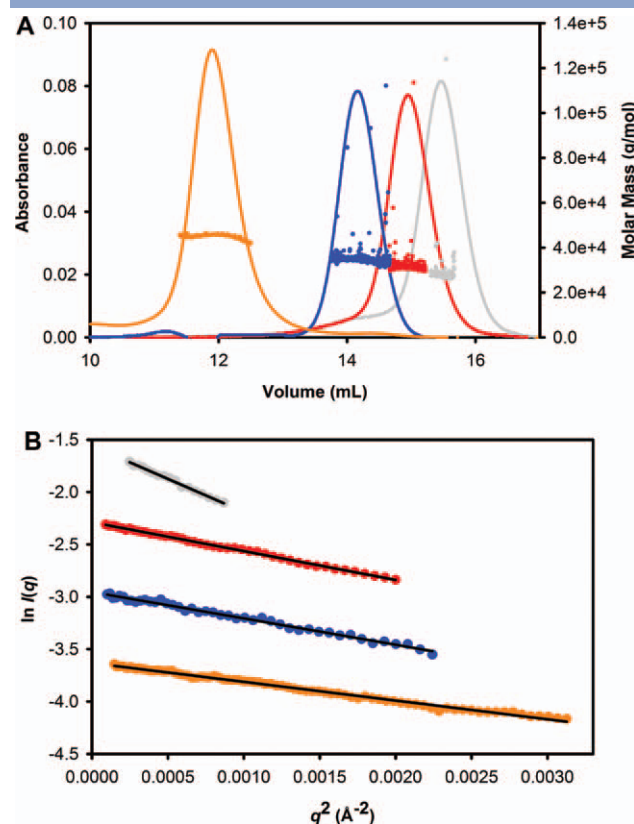 A
0.10
0.08
0.06
0.04
0.02
0.00
Absorbance
1.4e+5
1.2e+5
1.0e+5
8.0e+4
6.0e+4
4.0e+4
2.0e+4
0.0
Molar Mass (g/mol)
10 12 14 16
Volume (mL)
B
-1.5
-2.0
-2.5
-3.0
-3.5
-4.0
-4.5
ln I(q)
0.0000 0.0005 0.0010 0.0015 0.0020 0.0025 0.0030
q² (Å⁻²)